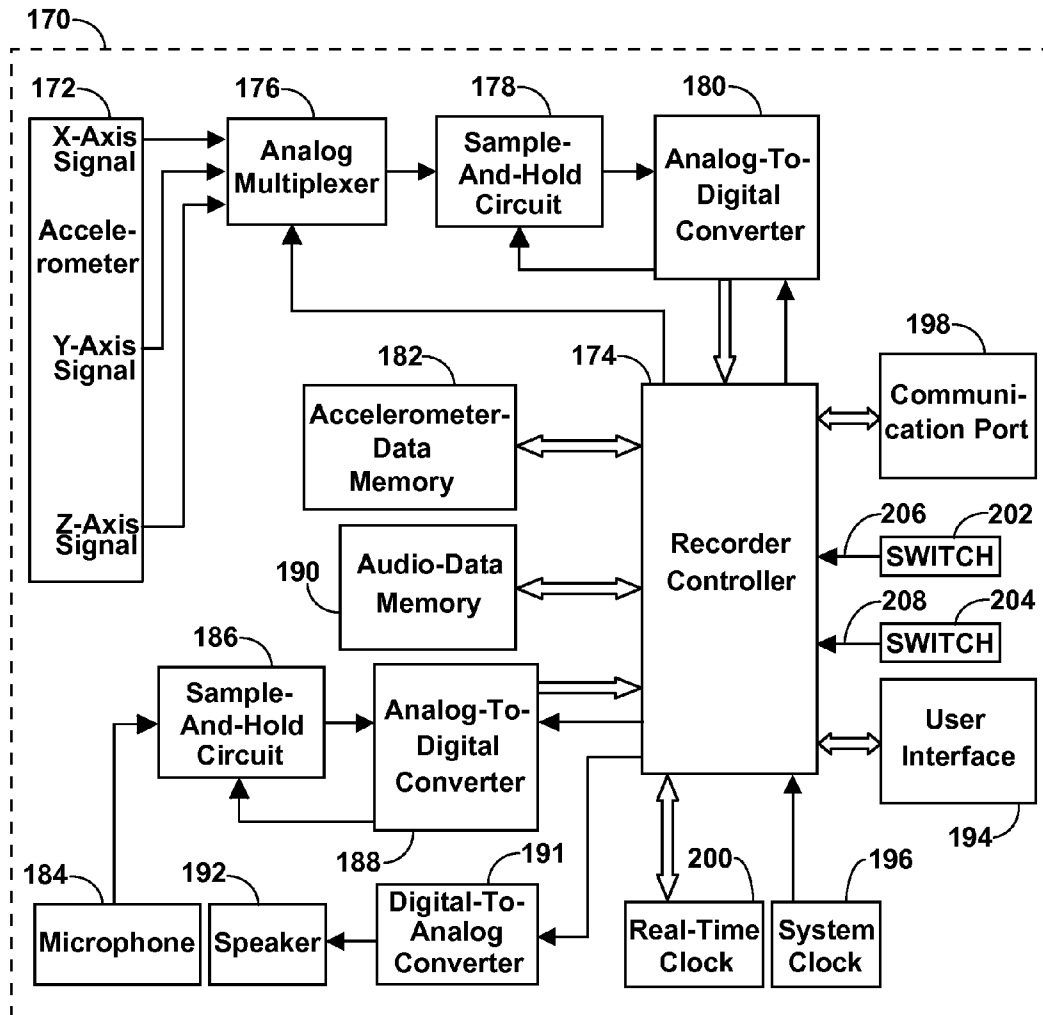 170
172
X-Axis
Signal
Accele-
rometer
Y-Axis
Signal
Z-Axis
Signal
176
Analog
Multiplexer
178
Sample-
And-Hold
Circuit
180
Analog-To-
Digital
Converter
182
Accelerometer-
Data
Memory
174
Recorder
Controller
198
Communi-
cation Port
206
202
SWITCH
208
204
SWITCH
190
Audio-Data
Memory
186
Sample-
And-Hold
Circuit
Analog-To-
Digital
Converter
188
User
Interface
194
184
Microphone
192
Speaker
191
Digital-To-
Analog
Converter
200
Real-Time
Clock
196
System
Clock